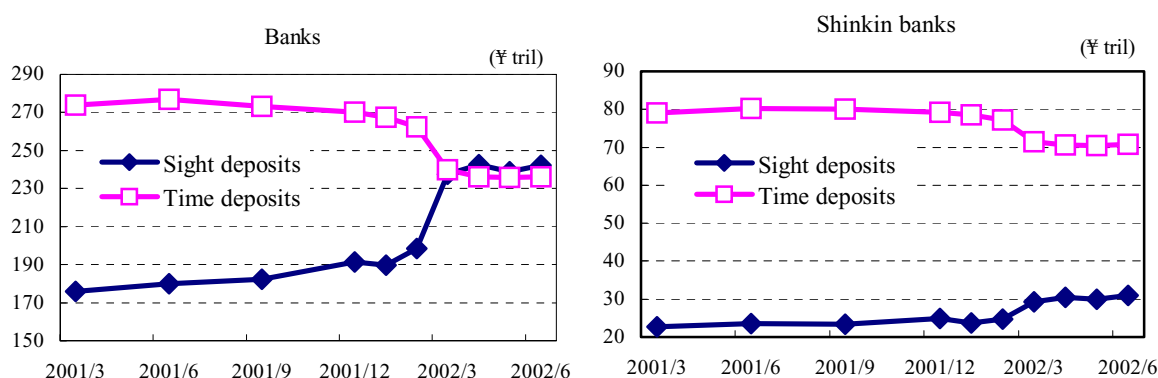 Banks
(¥ tril)
290
270
250
230
210
190
170
150
Sight deposits
Time deposits
2001/3 2001/6 2001/9 2001/12 2002/3 2002/6
Shinkin banks
(¥ tril)
90
80
70
60
50
40
30
20
Sight deposits
Time deposits
2001/3 2001/6 2001/9 2001/12 2002/3 2002/6